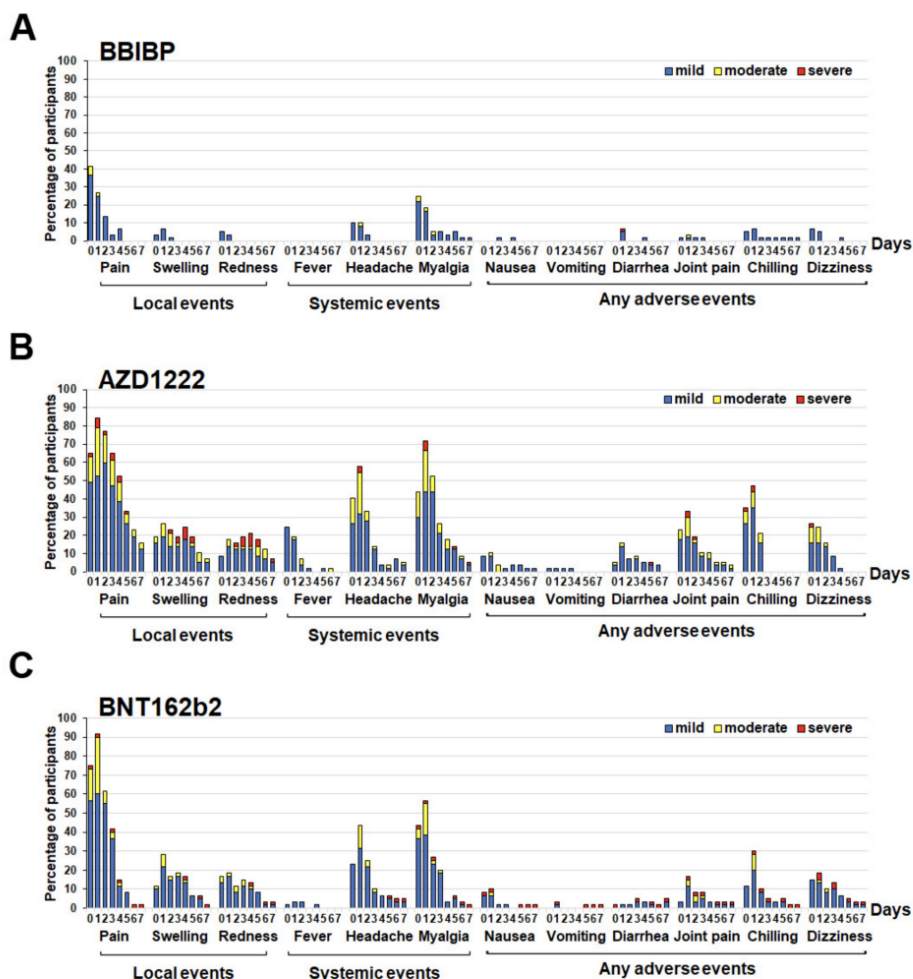 A
BBIBP
Percentage of participants
100
90
80
70
60
50
40
30
20
10
0
mild moderate severe
01234567 01234567 01234567 01234567 01234567 01234567 01234567 01234567 01234567 01234567 01234567 01234567 Days
Pain Swelling Redness Fever Headache Myalgia Nausea Vomiting Diarrhea Joint pain Chilling Dizziness
Local events Systemic events Any adverse events
B
AZD1222
Percentage of participants
100
90
80
70
60
50
40
30
20
10
0
mild moderate severe
01234567 01234567 01234567 01234567 01234567 01234567 01234567 01234567 01234567 01234567 01234567 01234567 Days
Pain Swelling Redness Fever Headache Myalgia Nausea Vomiting Diarrhea Joint pain Chilling Dizziness
Local events Systemic events Any adverse events
C
BNT162b2
Percentage of participants
100
90
80
70
60
50
40
30
20
10
0
mild moderate severe
01234567 01234567 01234567 01234567 01234567 01234567 01234567 01234567 01234567 01234567 01234567 01234567 Days
Pain Swelling Redness Fever Headache Myalgia Nausea Vomiting Diarrhea Joint pain Chilling Dizziness
Local events Systemic events Any adverse events